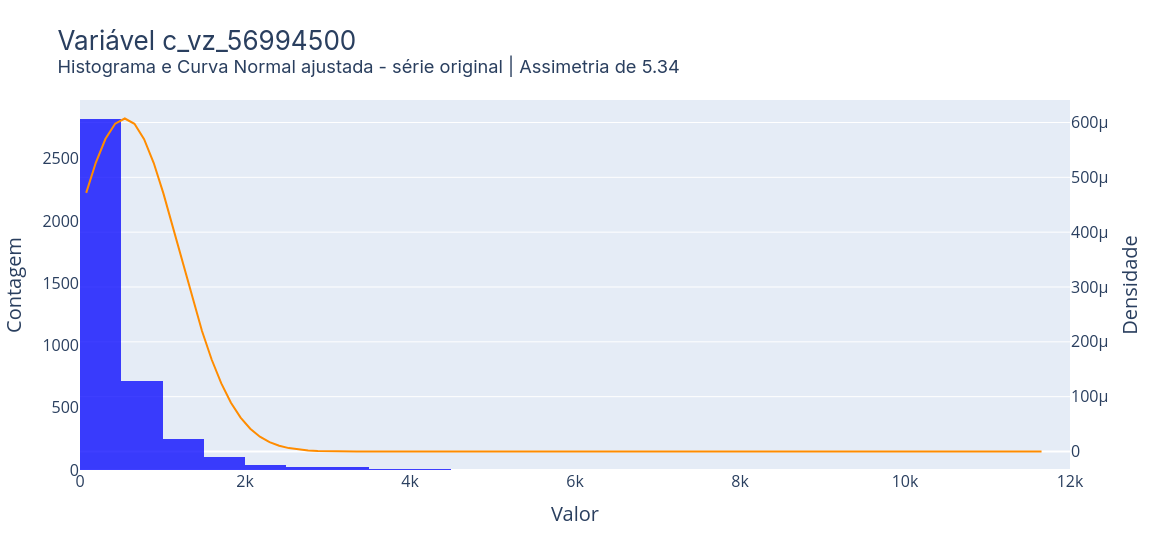 Variável c_vz_56994500
Histograma e Curva Normal ajustada - série original | Assimetria de 5.34
Contagem
2500
2000
1500
1000
500
0
600μ
500μ
400μ
300μ
200μ
100μ
0
Densidade
0
2k
4k
6k
8k
10k
12k
Valor